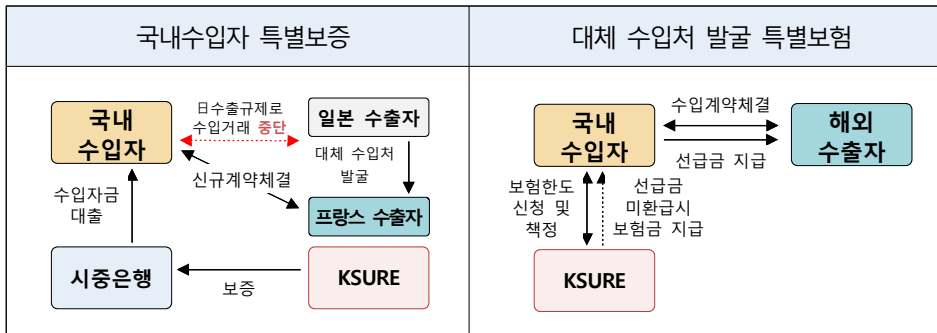 국내수입자 특별보증
대체 수입처 발굴 특별보험
국내
수입자
日수출규제로
수입거래 중단
일본 수출자
대체 수입처
발굴
신규계약체결
프랑스 수출자
수입자금
대출
시중은행
보증
KSURE
국내
수입자
수입계약체결
선급금 지급
해외
수출자
보험한도
신청 및
책정
선급금
미환급시
보험금 지급
KSURE